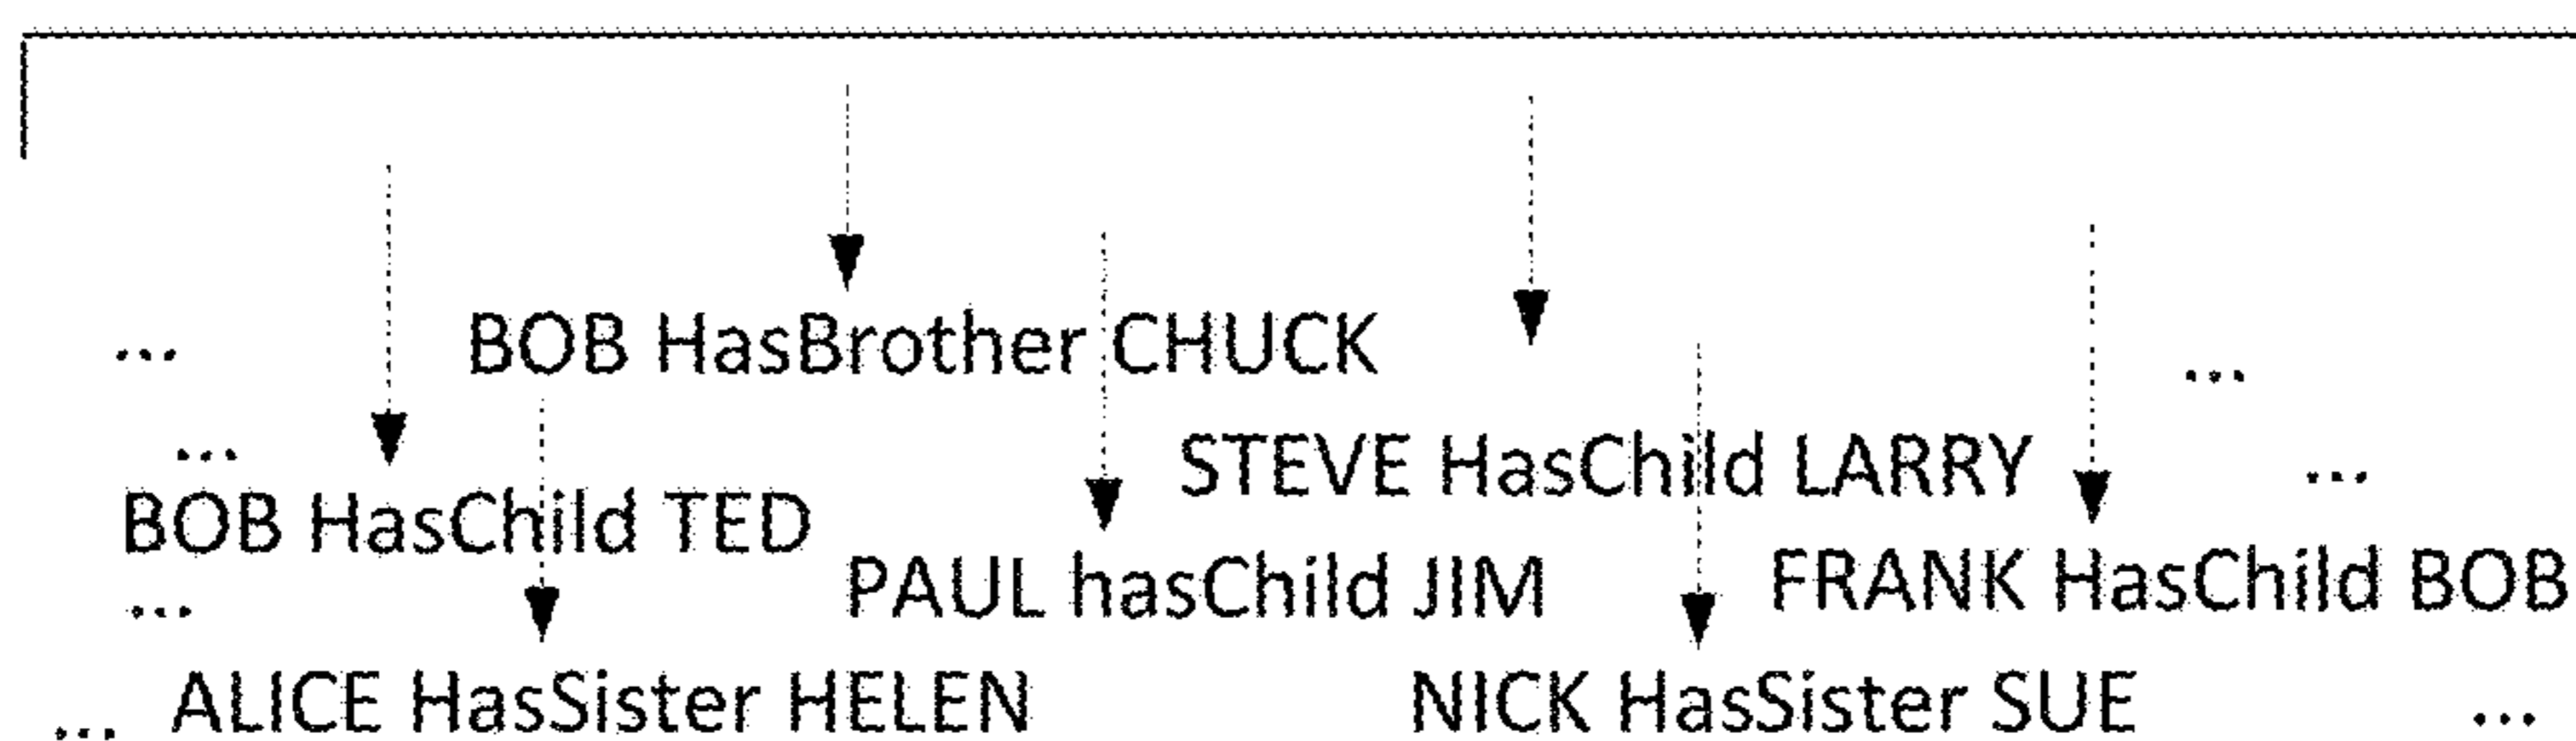 ... BOB HasBrother CHUCK ...
... STEVE HasChild LARRY ...
BOB HasChild TED
... PAUL hasChild JIM FRANK HasChild BOB
... ALICE HasSister HELEN NICK HasSister SUE ...